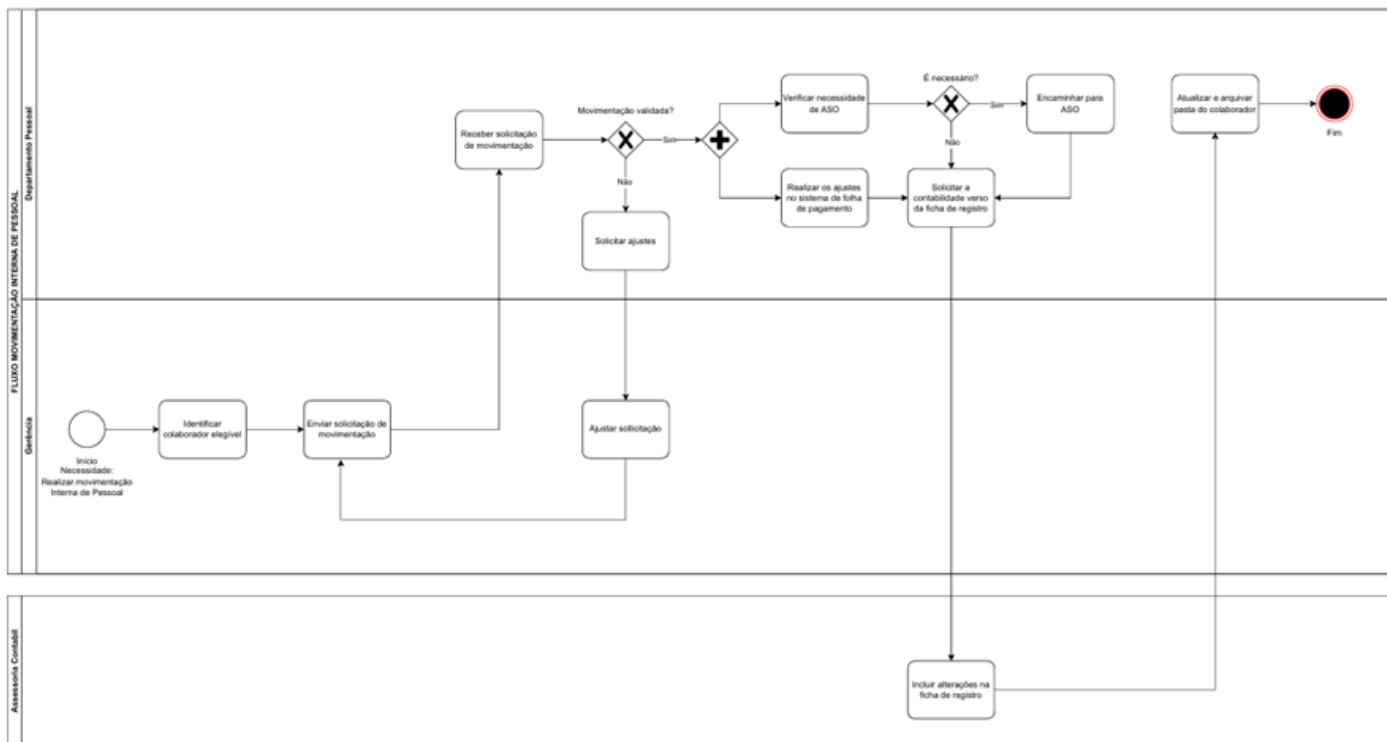 FLUXO MOVIMENTAÇÃO INTERNA DE PESSOAL
Departamento Pessoal
Receber solicitação
de movimentação
Movimentação validada?
Sim
Não
Solicitar ajustes
Verificar necessidade
de ASO
Realizar os ajustes
no sistema de folha
de pagamento
É necessário?
Sim
Não
Encaminhar para
ASO
Solicitar a
contabilidade verso
da ficha de registro
Atualizar e arquivar
pasta do colaborador
Fim
Gerência
Início
Necessidade:
Realizar movimentação
Interna de Pessoal
Identificar
colaborador elegível
Enviar solicitação de
movimentação
Ajustar sollicitação
Assessoria Contabil
Incluir alterações na
ficha de registro